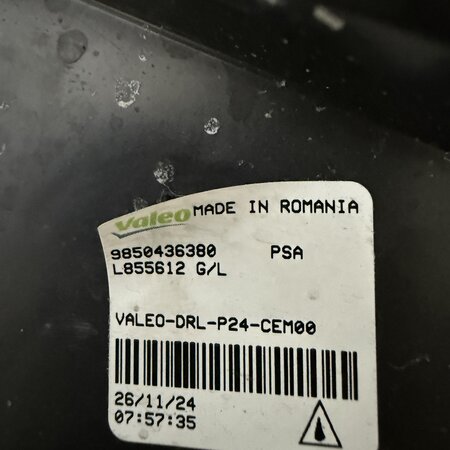 Valeo MADE IN ROMANIA
9850436380 PSA
L855612 G/L
VALEO-DRL-P24-CEM00
26/11/24
07:57:35